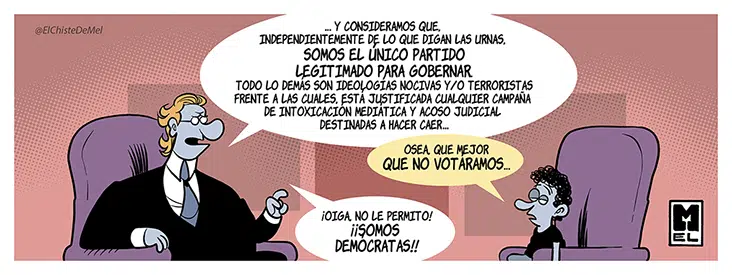 @ElChisteDeMel
... Y CONSIDERAMOS QUE,
INDEPENDIENTEMENTE DE LO QUE DIGAN LAS URNAS,
SOMOS EL ÚNICO PARTIDO
LEGITIMADO PARA GOBERNAR
TODO LO DEMÁS SON IDEOLOGÍAS NOCIVAS Y/O TERRORISTAS
FRENTE A LAS CUALES, ESTÁ JUSTIFICADA CUALQUIER CAMPAÑA
DE INTOXICACIÓN MEDIÁTICA Y ACOSO JUDICIAL
DESTINADAS A HACER CAER...
OSEA, QUE MEJOR
QUE NO VOTÁRAMOS...
¡OIGA, NO LE PERMITO!
¡¡SOMOS
DEMÓCRATAS!!
M
EL